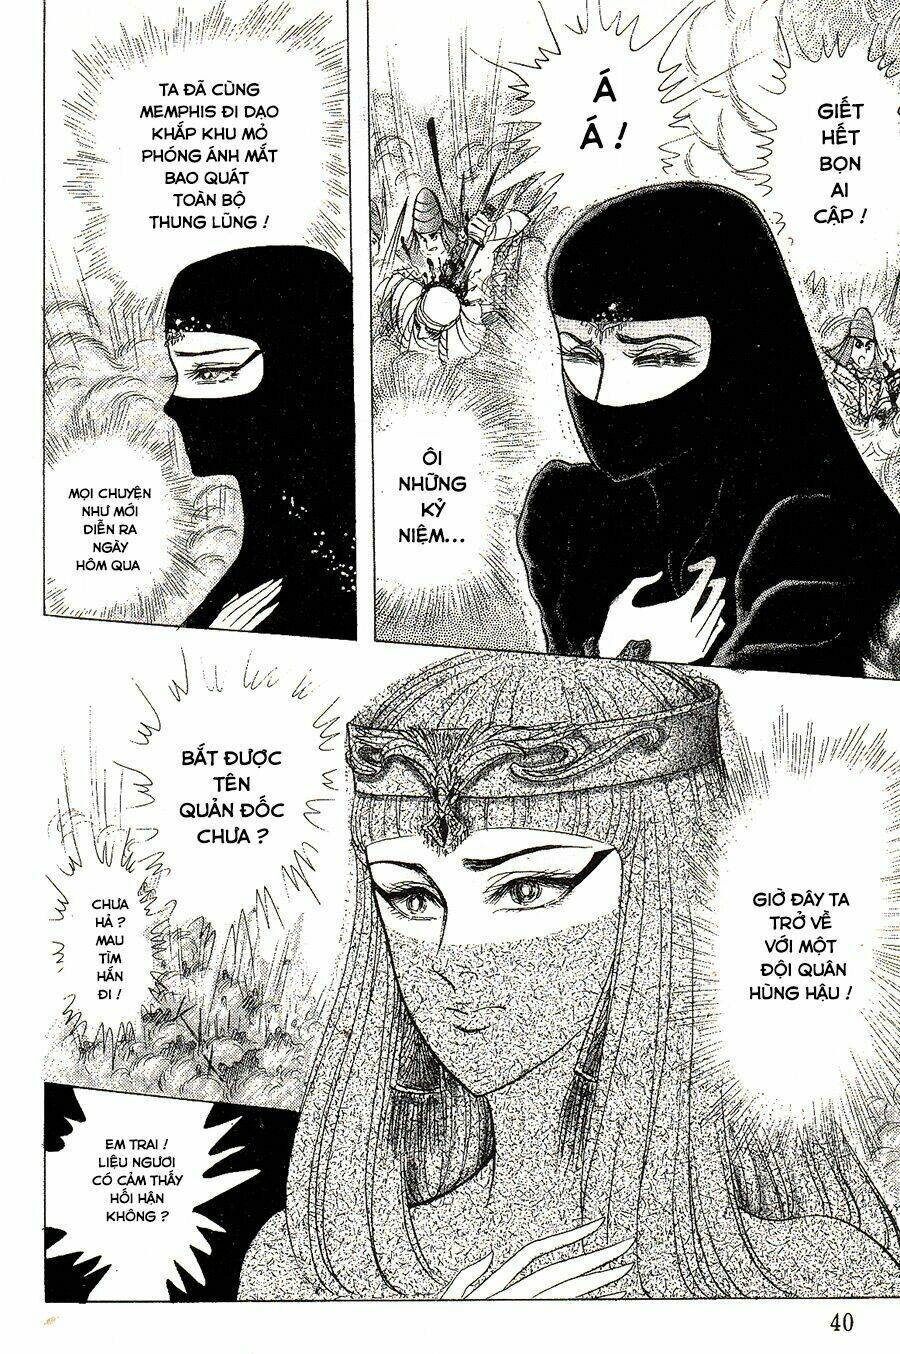 GIẾT
HẾT
BỌN
AI
CẬP !
Á
Á !
ÔI
NHỮNG
KỶ
NIỆM...
TA ĐÃ CÙNG
MEMPHIS ĐI DẠO
KHẮP KHU MỎ
PHÓNG ÁNH MẮT
BAO QUÁT
TOÀN BỘ
THUNG LŨNG !
MỌI CHUYỆN
NHƯ MỚI
DIỄN RA
NGÀY
HÔM QUA
GIỜ ĐÂY TA
TRỞ VỀ
VỚI MỘT
ĐỘI QUÂN
HÙNG HẬU !
BẮT ĐƯỢC
TÊN
QUẢN ĐỐC
CHƯA ?
CHƯA
HẢ ?
MAU
TÌM
HẮN
ĐI !
EM TRAI !
LIỆU NGƯƠI
CÓ CẢM THẤY
HỐI HẬN
KHÔNG ?
40